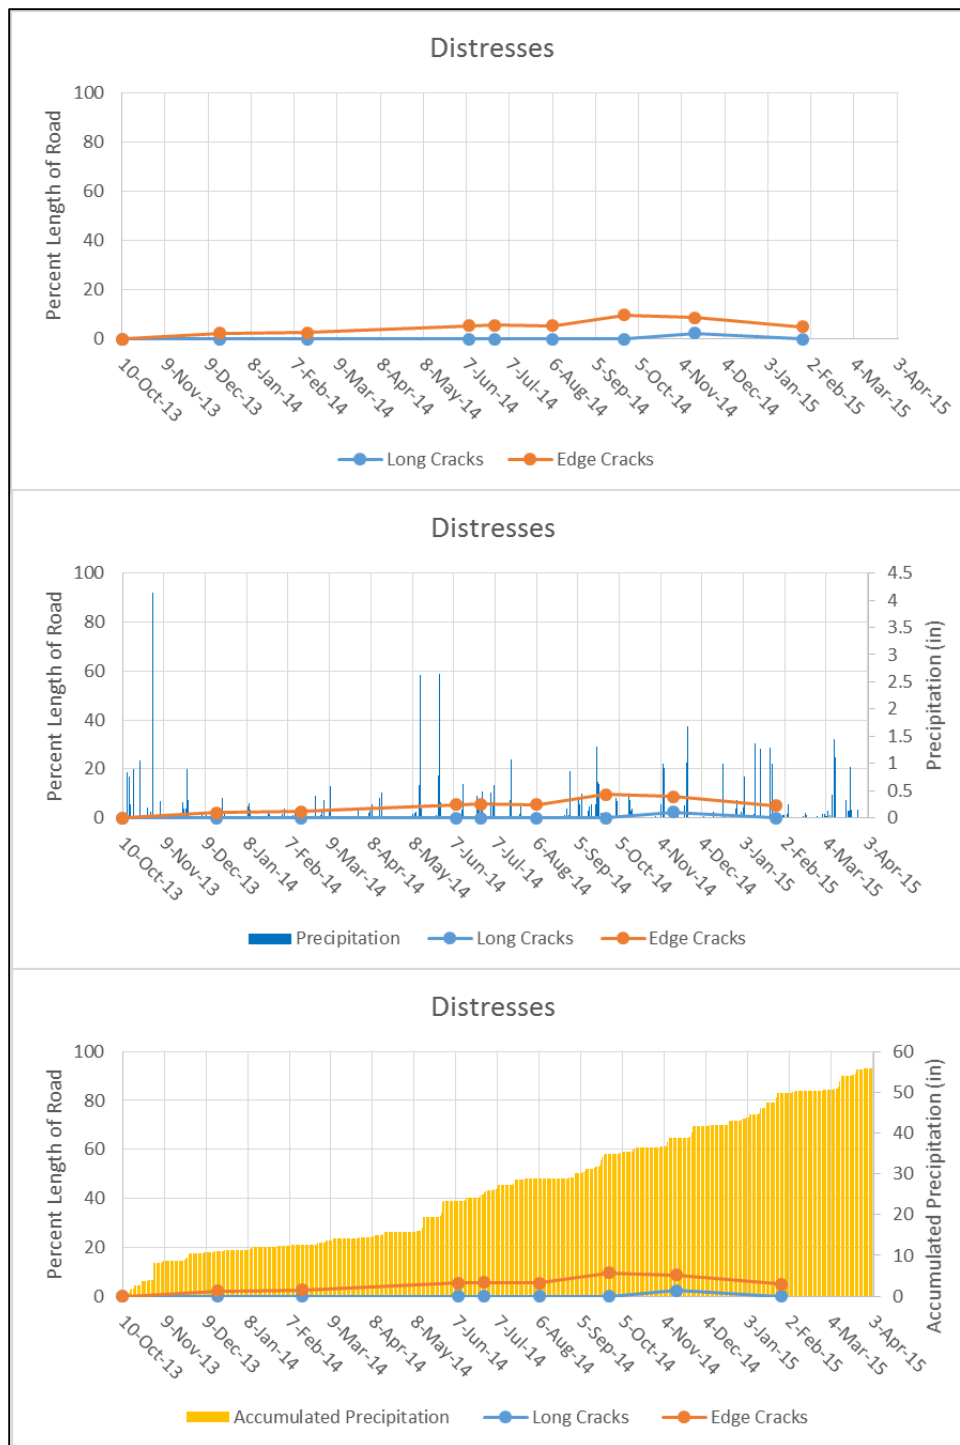 Distresses
Percent Length of Road
100
80
60
40
20
0
10-Oct-13
9-Nov-13
9-Dec-13
8-Jan-14
7-Feb-14
9-Mar-14
8-Apr-14
8-May-14
7-Jun-14
7-Jul-14
6-Aug-14
5-Sep-14
5-Oct-14
4-Nov-14
4-Dec-14
3-Jan-15
2-Feb-15
4-Mar-15
3-Apr-15
Long Cracks Edge Cracks
Distresses
Percent Length of Road
100
80
60
40
20
0
4.5
4
3.5
3
2.5
2
1.5
1
0.5
0
Precipitation (in)
10-Oct-13
9-Nov-13
9-Dec-13
8-Jan-14
7-Feb-14
9-Mar-14
8-Apr-14
8-May-14
7-Jun-14
7-Jul-14
6-Aug-14
5-Sep-14
5-Oct-14
4-Nov-14
4-Dec-14
3-Jan-15
2-Feb-15
4-Mar-15
3-Apr-15
Precipitation Long Cracks Edge Cracks
Distresses
Percent Length of Road
100
80
60
40
20
0
60
50
40
30
20
10
0
Accumulated Precipitation (in)
10-Oct-13
9-Nov-13
9-Dec-13
8-Jan-14
7-Feb-14
9-Mar-14
8-Apr-14
8-May-14
7-Jun-14
7-Jul-14
6-Aug-14
5-Sep-14
5-Oct-14
4-Nov-14
4-Dec-14
3-Jan-15
2-Feb-15
4-Mar-15
3-Apr-15
Accumulated Precipitation Long Cracks Edge Cracks